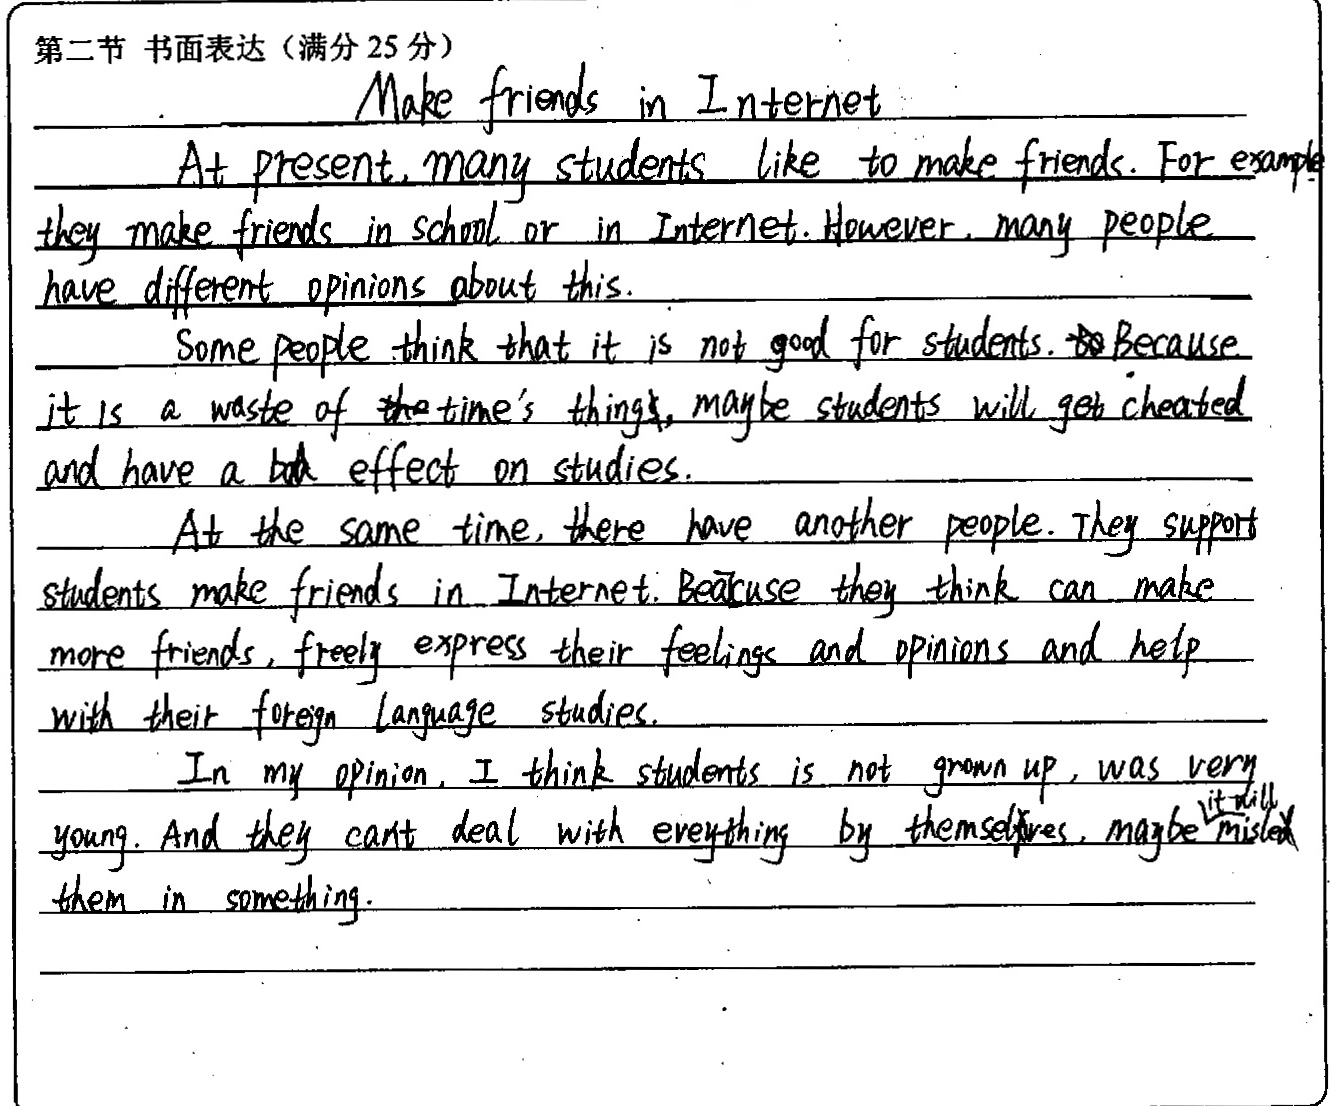 第二节 书面表达（满分 25 分）
Make friends in Internet
At present, many students like to make friends. For example
they make friends in school or in Internet. However, many people
have different opinions about this.
Some people think that it is not good for students. Because
it is a waste of time's things, maybe students will get cheated
and have a bad effect on studies.
At the same time, there have another people. They support
students make friends in Internet. Beacuse they think can make
more friends, freely express their feelings and opinions and help
with their foreign language studies.
In my opinion, I think students is not grown up, was very
young. And they can't deal with eveything by themselves, maybe it will misled
them in something.